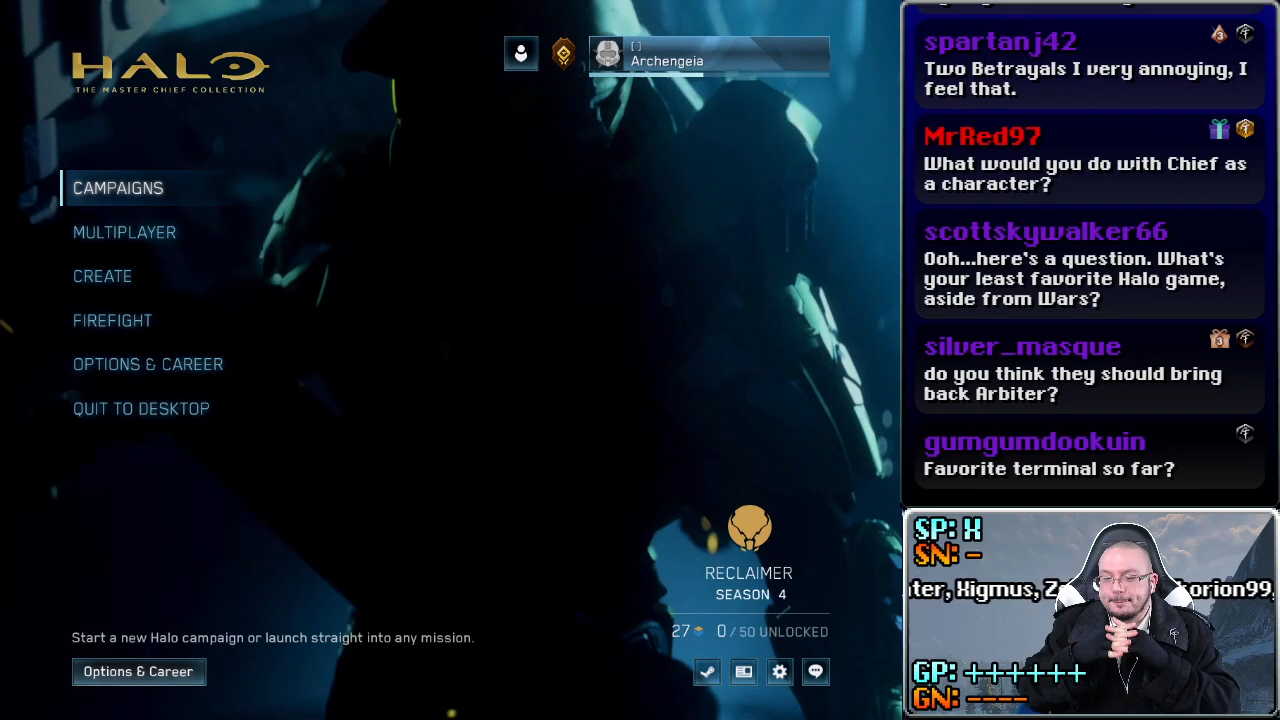 HALO
THE MASTER CHIEF COLLECTION
[ ]
Archengeia
CAMPAIGNS
MULTIPLAYER
CREATE
FIREFIGHT
OPTIONS & CAREER
QUIT TO DESKTOP
RECLAIMER
SEASON 4
27 0 / 50 UNLOCKED
Start a new Halo campaign or launch straight into any mission.
Options & Career
spartanj42
3
Two Betrayals I very annoying, I
feel that.
MrRed97
What would you do with Chief as
a character?
scottskywalker66
Ooh...here's a question. What's
your least favorite Halo game,
aside from Wars?
silver_masque
3
do you think they should bring
back Arbiter?
gumgumdookuin
Favorite terminal so far?
SP: X
SN: -
Xigmus,
GP: ++++++
GN: ----